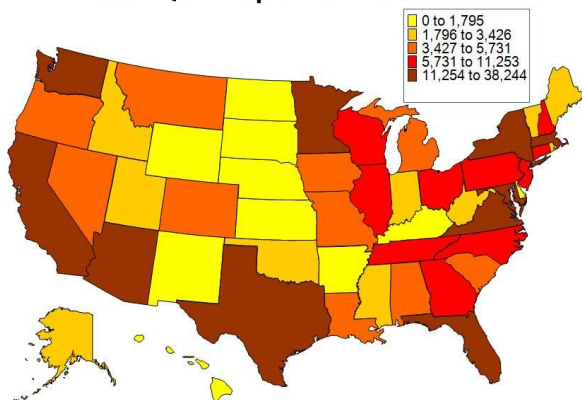 0 to 1,795
1,796 to 3,426
3,427 to 5,731
5,731 to 11,253
11,254 to 38,244